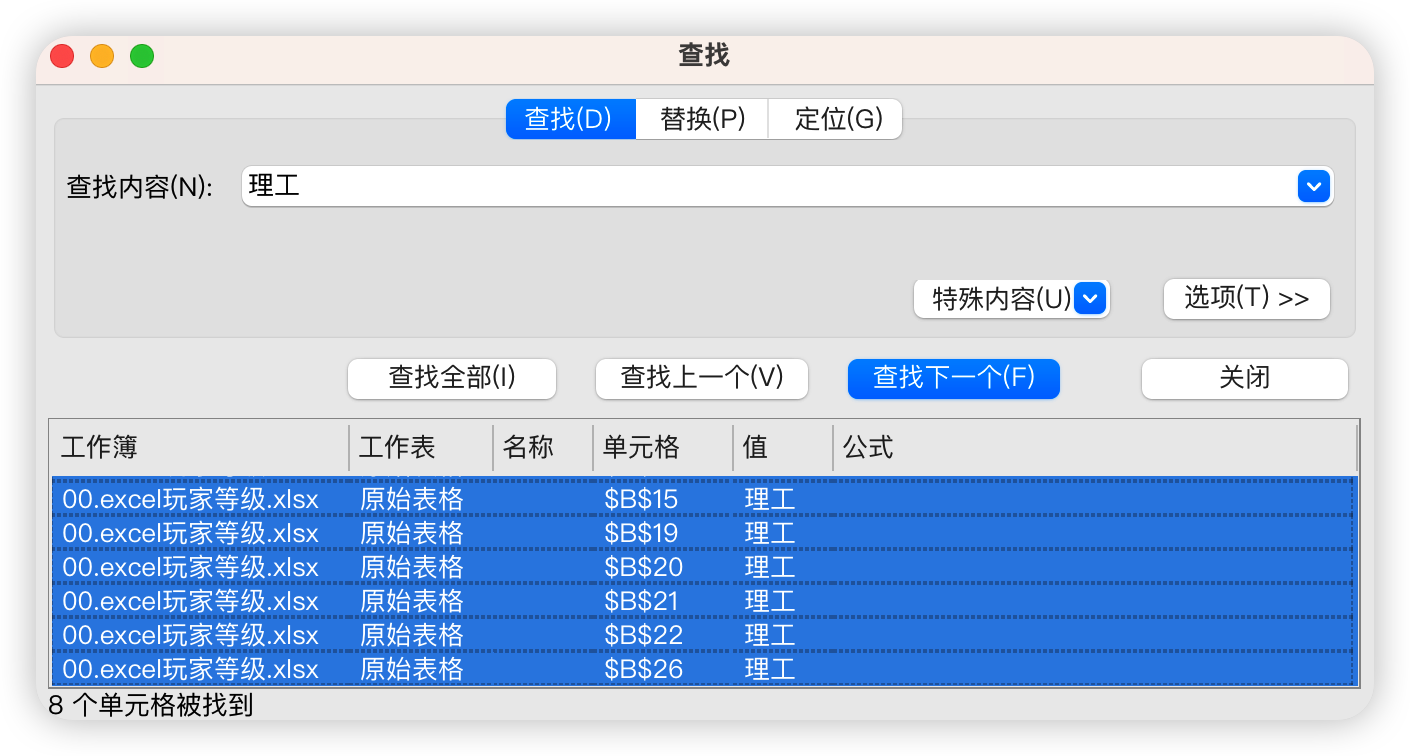 查找
查找(D) 替换(P) 定位(G)
查找内容(N): 理工
特殊内容(U) 选项(T) >>
查找全部(I) 查找上一个(V) 查找下一个(F) 关闭
工作簿 工作表 名称 单元格 值 公式
00.excel玩家等级.xlsx 原始表格 $B$15 理工
00.excel玩家等级.xlsx 原始表格 $B$19 理工
00.excel玩家等级.xlsx 原始表格 $B$20 理工
00.excel玩家等级.xlsx 原始表格 $B$21 理工
00.excel玩家等级.xlsx 原始表格 $B$22 理工
00.excel玩家等级.xlsx 原始表格 $B$26 理工
8 个单元格被找到